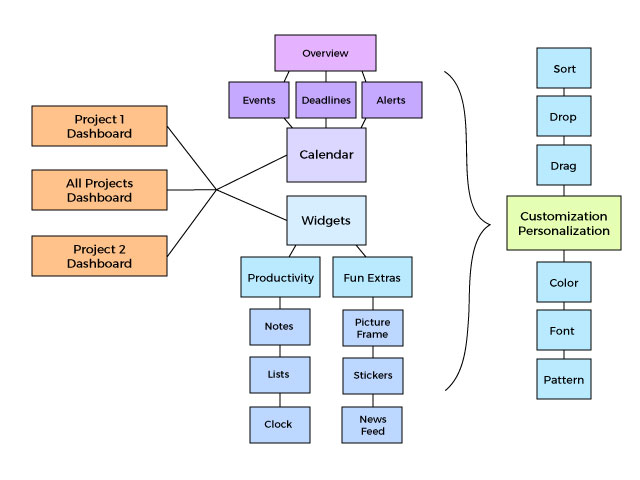 Project 1
Dashboard
All Projects
Dashboard
Project 2
Dashboard
Overview
Events
Deadlines
Alerts
Calendar
Widgets
Productivity
Fun Extras
Notes
Picture
Frame
Lists
Stickers
Clock
News
Feed
Sort
Drop
Drag
Customization
Personalization
Color
Font
Pattern